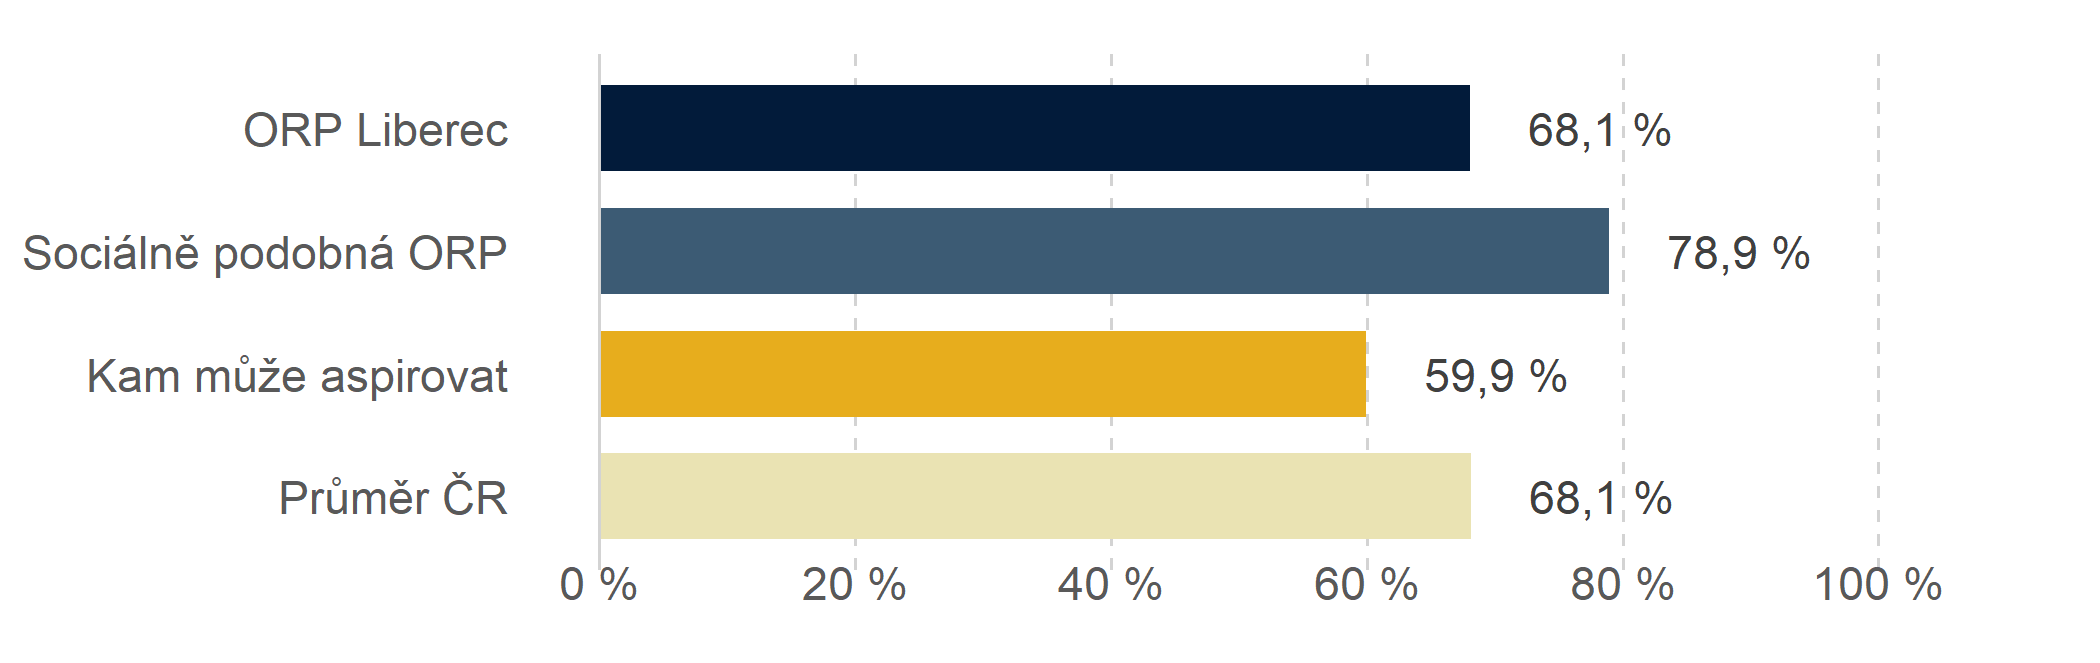 ORP Liberec
68,1 %
Sociálně podobná ORP
78,9 %
Kam může aspirovat
59,9 %
Průměr ČR
68,1 %
0 %
20 %
40 %
60 %
80 %
100 %